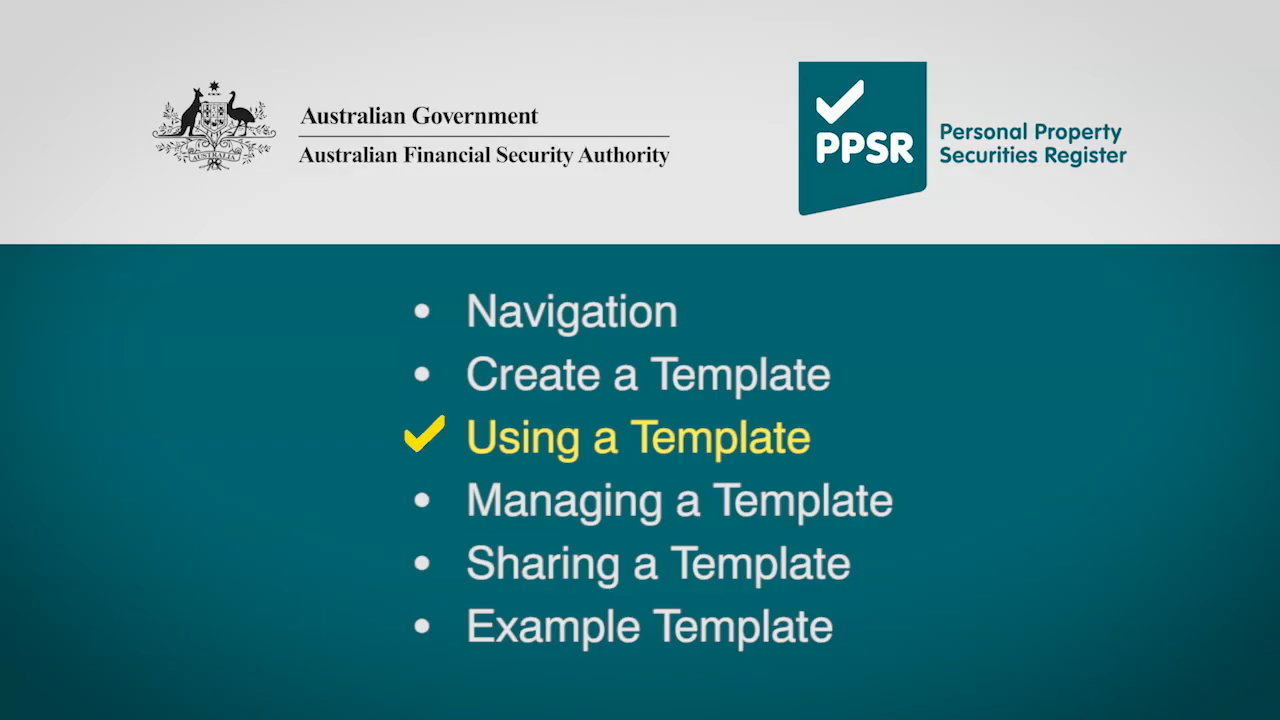 Australian Government
Australian Financial Security Authority
AUSTRALIA
PPSR
Personal Property
Securities Register
• Navigation
• Create a Template
Using a Template
• Managing a Template
• Sharing a Template
• Example Template